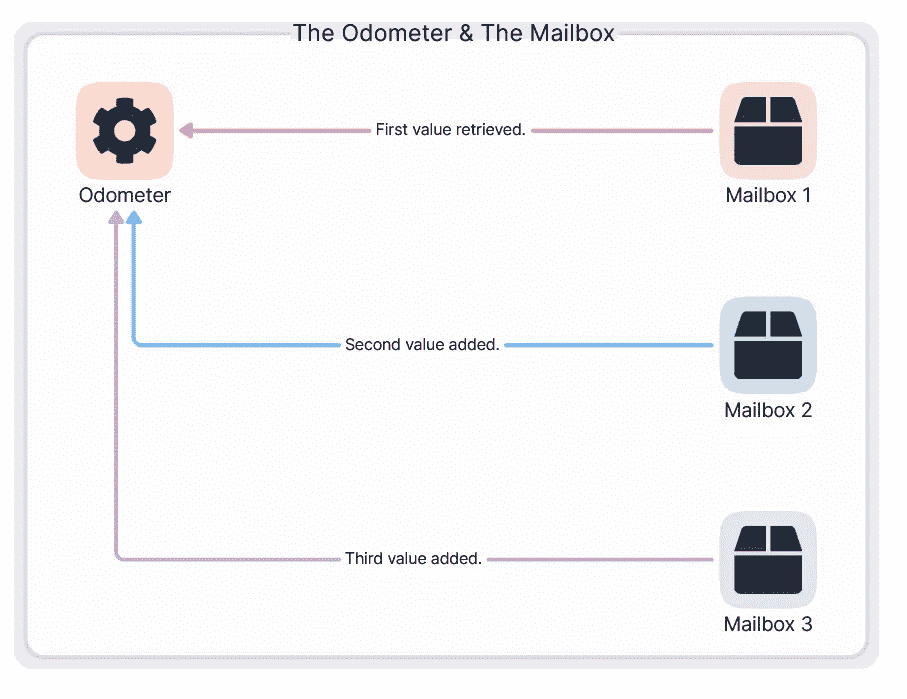 The Odometer & The Mailbox
First value retrieved.
Odometer
Mailbox 1
Second value added.
Mailbox 2
Third value added.
Mailbox 3